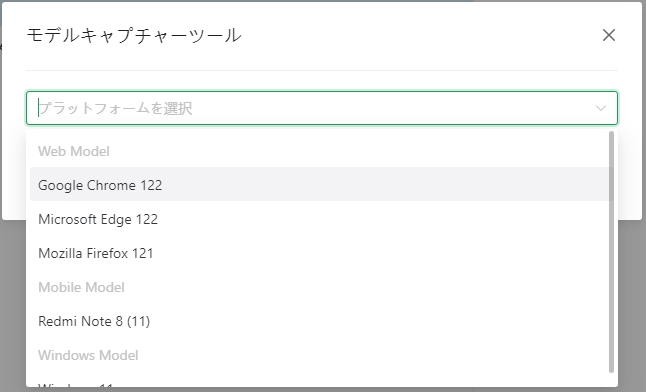 モデルキャプチャーツール
プラットフォームを選択
Web Model
Google Chrome 122
Microsoft Edge 122
Mozilla Firefox 121
Mobile Model
Redmi Note 8 (11)
Windows Model
Windows 11